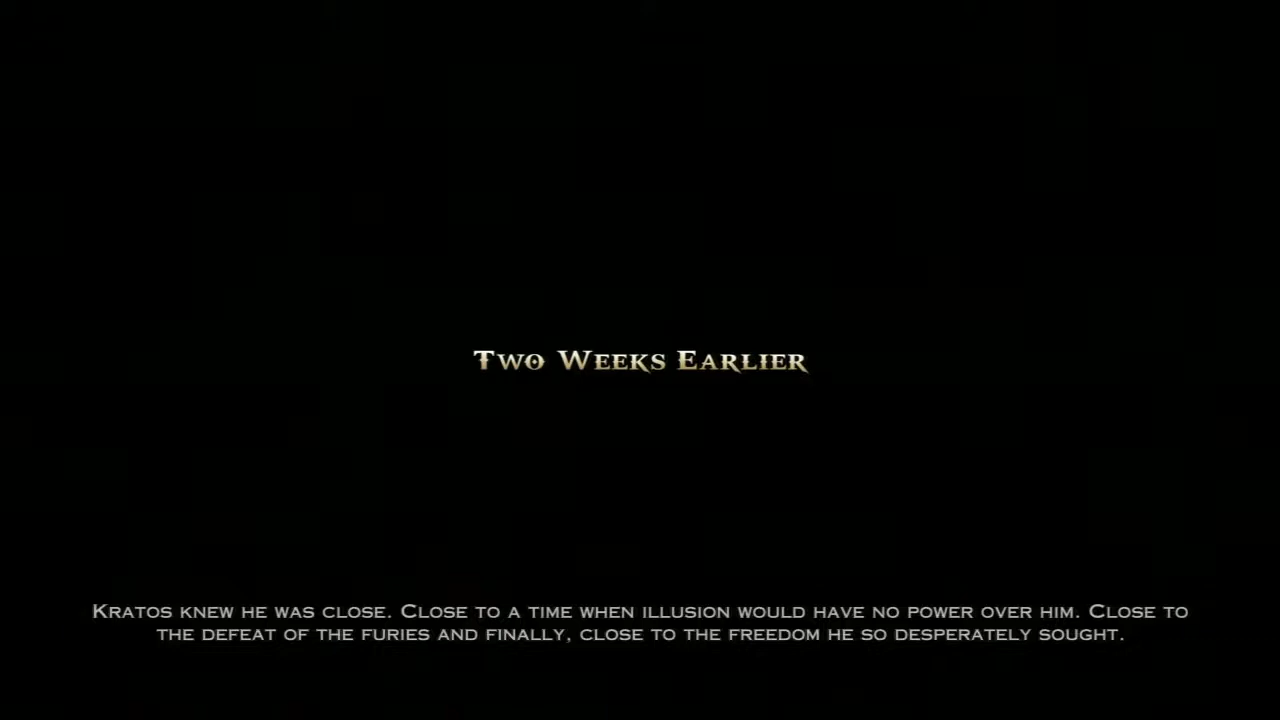 Two Weeks Earlier
Kratos knew he was close. Close to a time when illusion would have no power over him. Close to
the defeat of the Furies and finally, close to the freedom he so desperately sought.